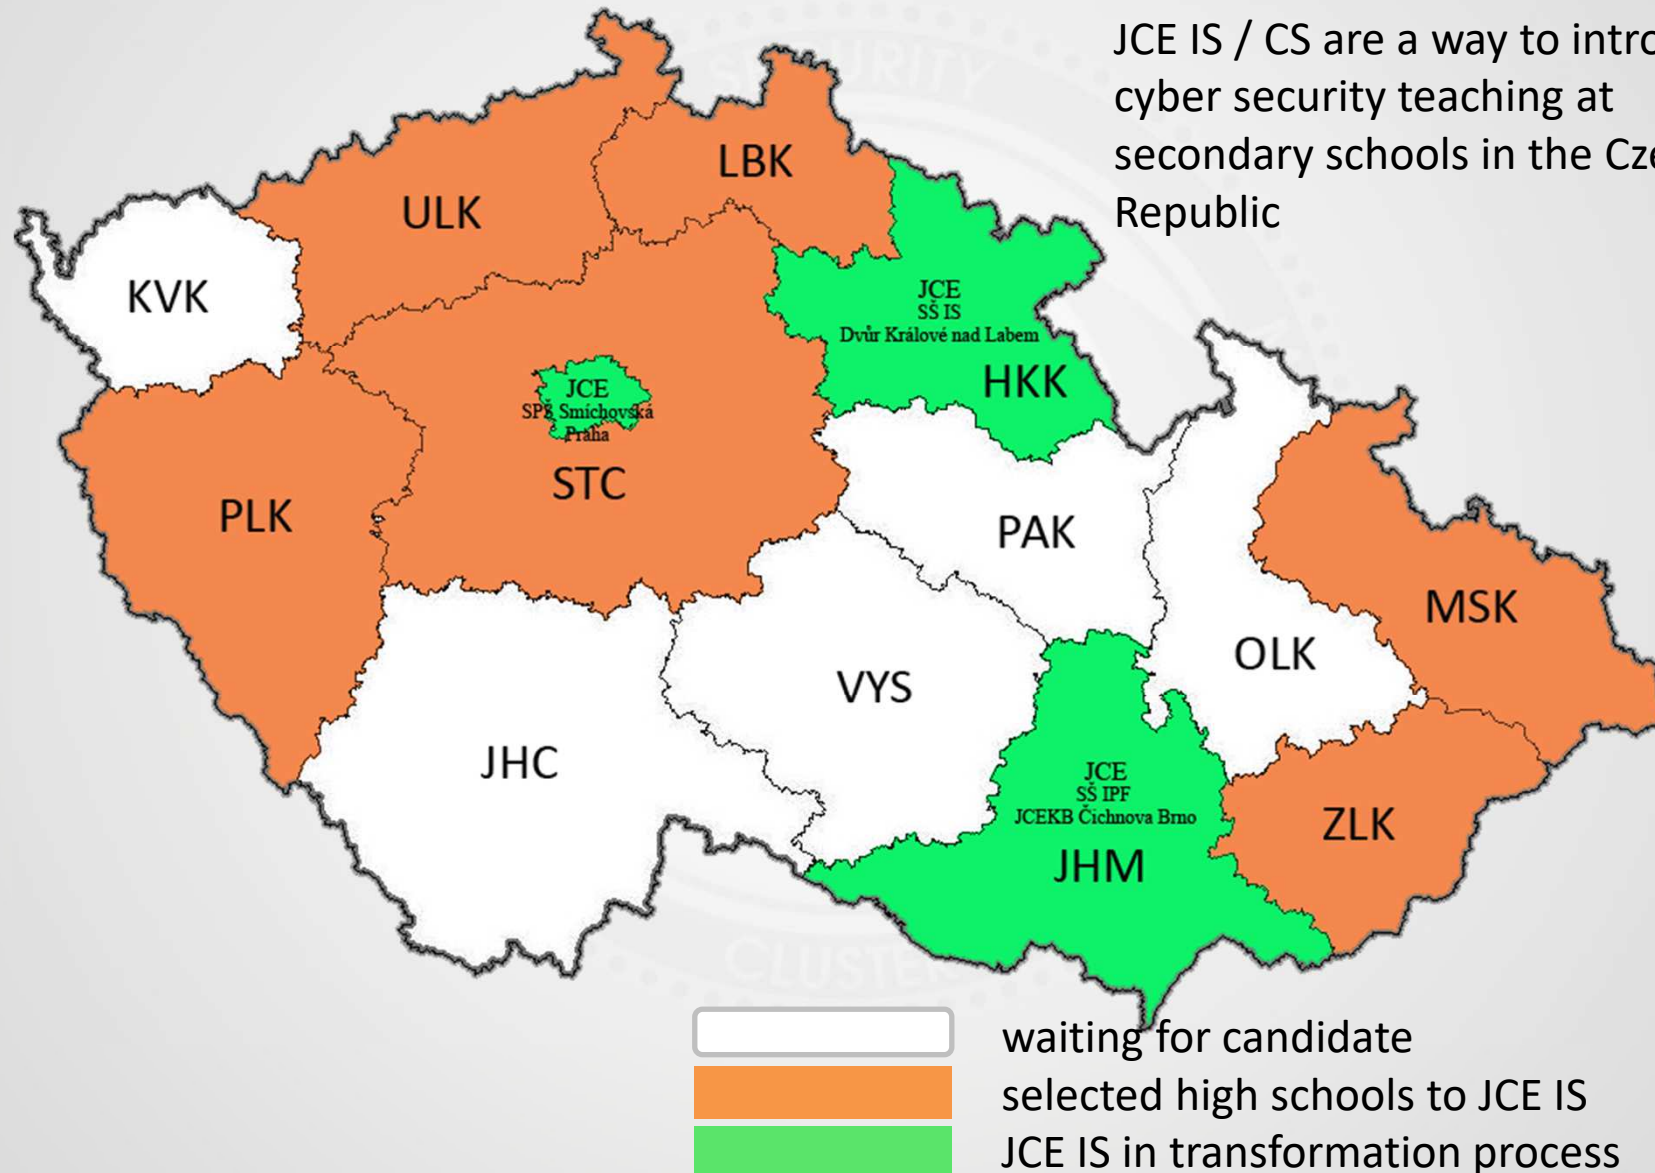 JCE IS / CS are a way to
cyber security teaching at
secondary schools in the
Republic
SECURITY
LBK
ULK
KVK
JCE
SŠ IS
Dvůr Králové nad Labem
HKK
JCE
SPŠ Smíchovská
Praha
STC
PLK
PAK
MSK
OLK
VYS
JHC
JCE
SŠ IPF
JCEKB Čichnova Brno
ZLK
JHM
CLUSTER
waiting for candidate
selected high schools to JCE IS
JCE IS in transformation process